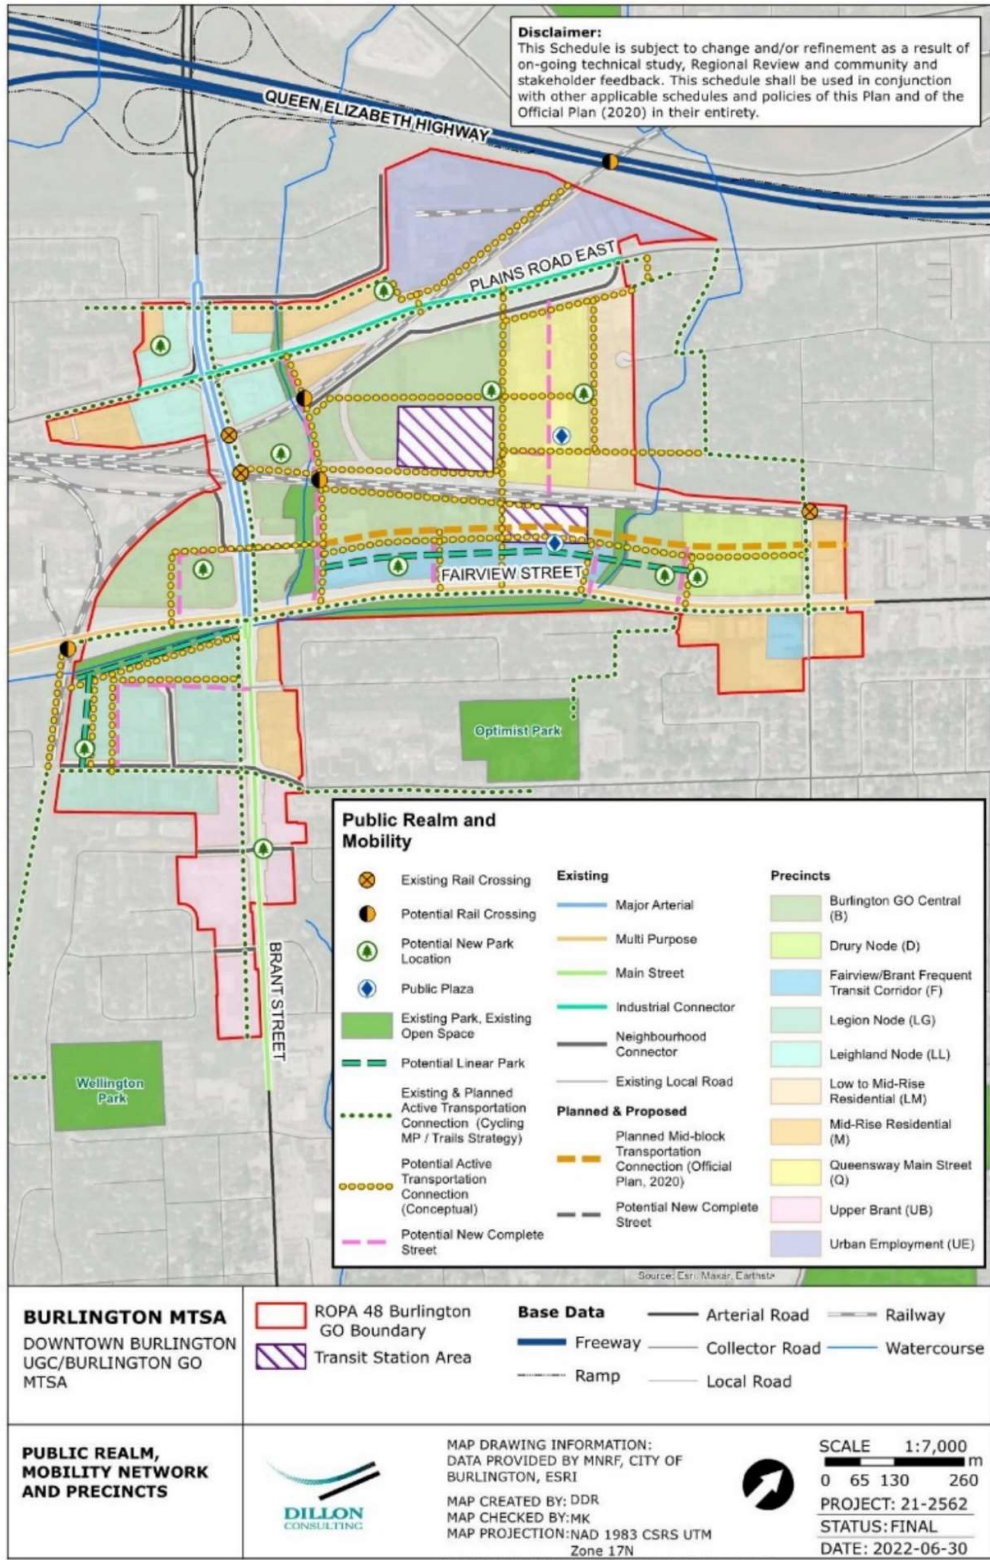 Disclaimer:
This Schedule is subject to change and/or refinement as a result of
on-going technical study, Regional Review and community and
stakeholder feedback. This schedule shall be used in conjunction
with other applicable schedules and policies of this Plan and of the
Official Plan (2020) in their entirety.
QUEEN ELIZABETH HIGHWAY
PLAINS ROAD EAST
FAIRVIEW STREET
Optimist Park
BRANT STREET
Wellington
Park
Public Realm and
Mobility
Existing Rail Crossing
Potential Rail Crossing
Potential New Park
Location
Public Plaza
Existing Park, Existing
Open Space
Potential Linear Park
Existing & Planned
Active Transportation
Connection (Cycling
MP / Trails Strategy)
Potential Active
Transportation
Connection
(Conceptual)
Potential New Complete
Street
Existing
Major Arterial
Multi Purpose
Main Street
Industrial Connector
Neighbourhood
Connector
Existing Local Road
Planned & Proposed
Planned Mid-block
Transportation
Connection (Official
Plan, 2020)
Potential New Complete
Street
Precincts
Burlington GO Central
(B)
Drury Node (D)
Fairview/Brant Frequent
Transit Corridor (F)
Legion Node (LG)
Leighland Node (LL)
Low to Mid-Rise
Residential (LM)
Mid-Rise Residential
(M)
Queensway Main Street
(Q)
Upper Brant (UB)
Urban Employment (UE)
Source: Esri, Maxar, Earthsta
BURLINGTON MTSA
DOWNTOWN BURLINGTON
UGC/BURLINGTON GO
MTSA
ROPA 48 Burlington
GO Boundary
Transit Station Area
Base Data
Freeway
Ramp
Arterial Road
Collector Road
Local Road
Railway
Watercourse
PUBLIC REALM,
MOBILITY NETWORK
AND PRECINCTS
DILLON
CONSULTING
MAP DRAWING INFORMATION:
DATA PROVIDED BY MNRF, CITY OF
BURLINGTON, ESRI
MAP CREATED BY: DDR
MAP CHECKED BY:MK
MAP PROJECTION:NAD 1983 CSRS UTM
Zone 17N
SCALE 1:7,000
m
0 65 130 260
PROJECT: 21-2562
STATUS: FINAL
DATE: 2022-06-30